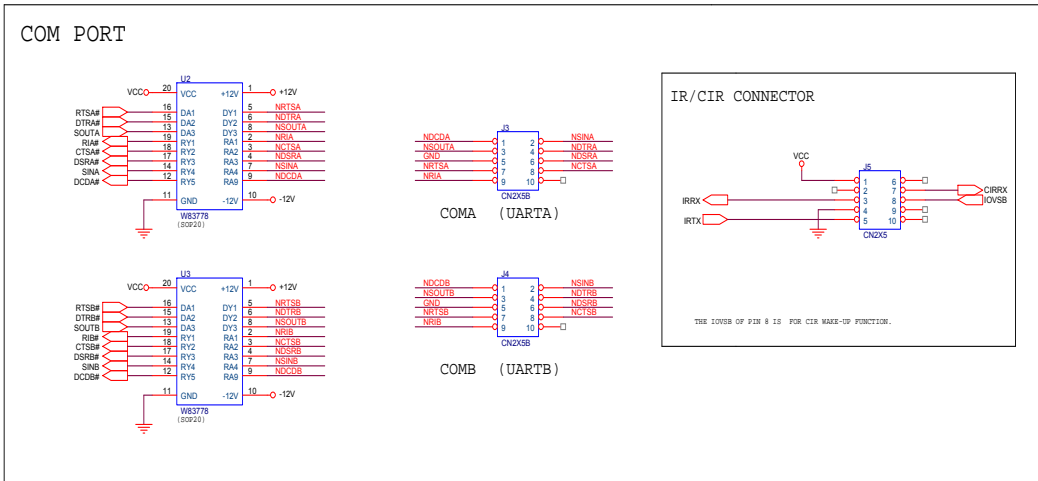 COM PORT
U2
VCC 20 VCC +12V 1 +12V
RTSA# 16 DA1 DY1 5 NRTSA
DTRA# 15 DA2 DY2 6 NDTRA
SOUTA 13 DA3 DY3 8 NSOUTA
RIA# 19 RY1 RA1 2 NRIA
CTSA# 18 RY2 RA2 3 NCTSA
DSRA# 17 RY3 RA3 4 NDSRA
SINA 14 RY4 RA4 7 NSINA
DCDA# 12 RY5 RA9 9 NDCDA
11 GND -12V 10 -12V
W83778
(SOP20)
J3
NDCDA 1 2 NSINA
NSOUTA 3 4 NDTRA
GND 5 6 NDSRA
NRTSA 7 8 NCTSA
NRIA 9 10
CN2X5B
COMA (UARTA)
IR/CIR CONNECTOR
VCC
J5
1 6
2 7 CIRRX
IRRX 3 8 IOVSB
4 9
IRTX 5 10
CN2X5
THE IOVSB OF PIN 8 IS FOR CIR WAKE-UP FUNCTION.
U3
VCC 20 VCC +12V 1 +12V
RTSB# 16 DA1 DY1 5 NRTSB
DTRB# 15 DA2 DY2 6 NDTRB
SOUTB 13 DA3 DY3 8 NSOUTB
RIB# 19 RY1 RA1 2 NRIB
CTSB# 18 RY2 RA2 3 NCTSB
DSRB# 17 RY3 RA3 4 NDSRB
SINB 14 RY4 RA4 7 NSINB
DCDB# 12 RY5 RA9 9 NDCDB
11 GND -12V 10 -12V
W83778
(SOP20)
J4
NDCDB 1 2 NSINB
NSOUTB 3 4 NDTRB
GND 5 6 NDSRB
NRTSB 7 8 NCTSB
NRIB 9 10
CN2X5B
COMB (UARTB)